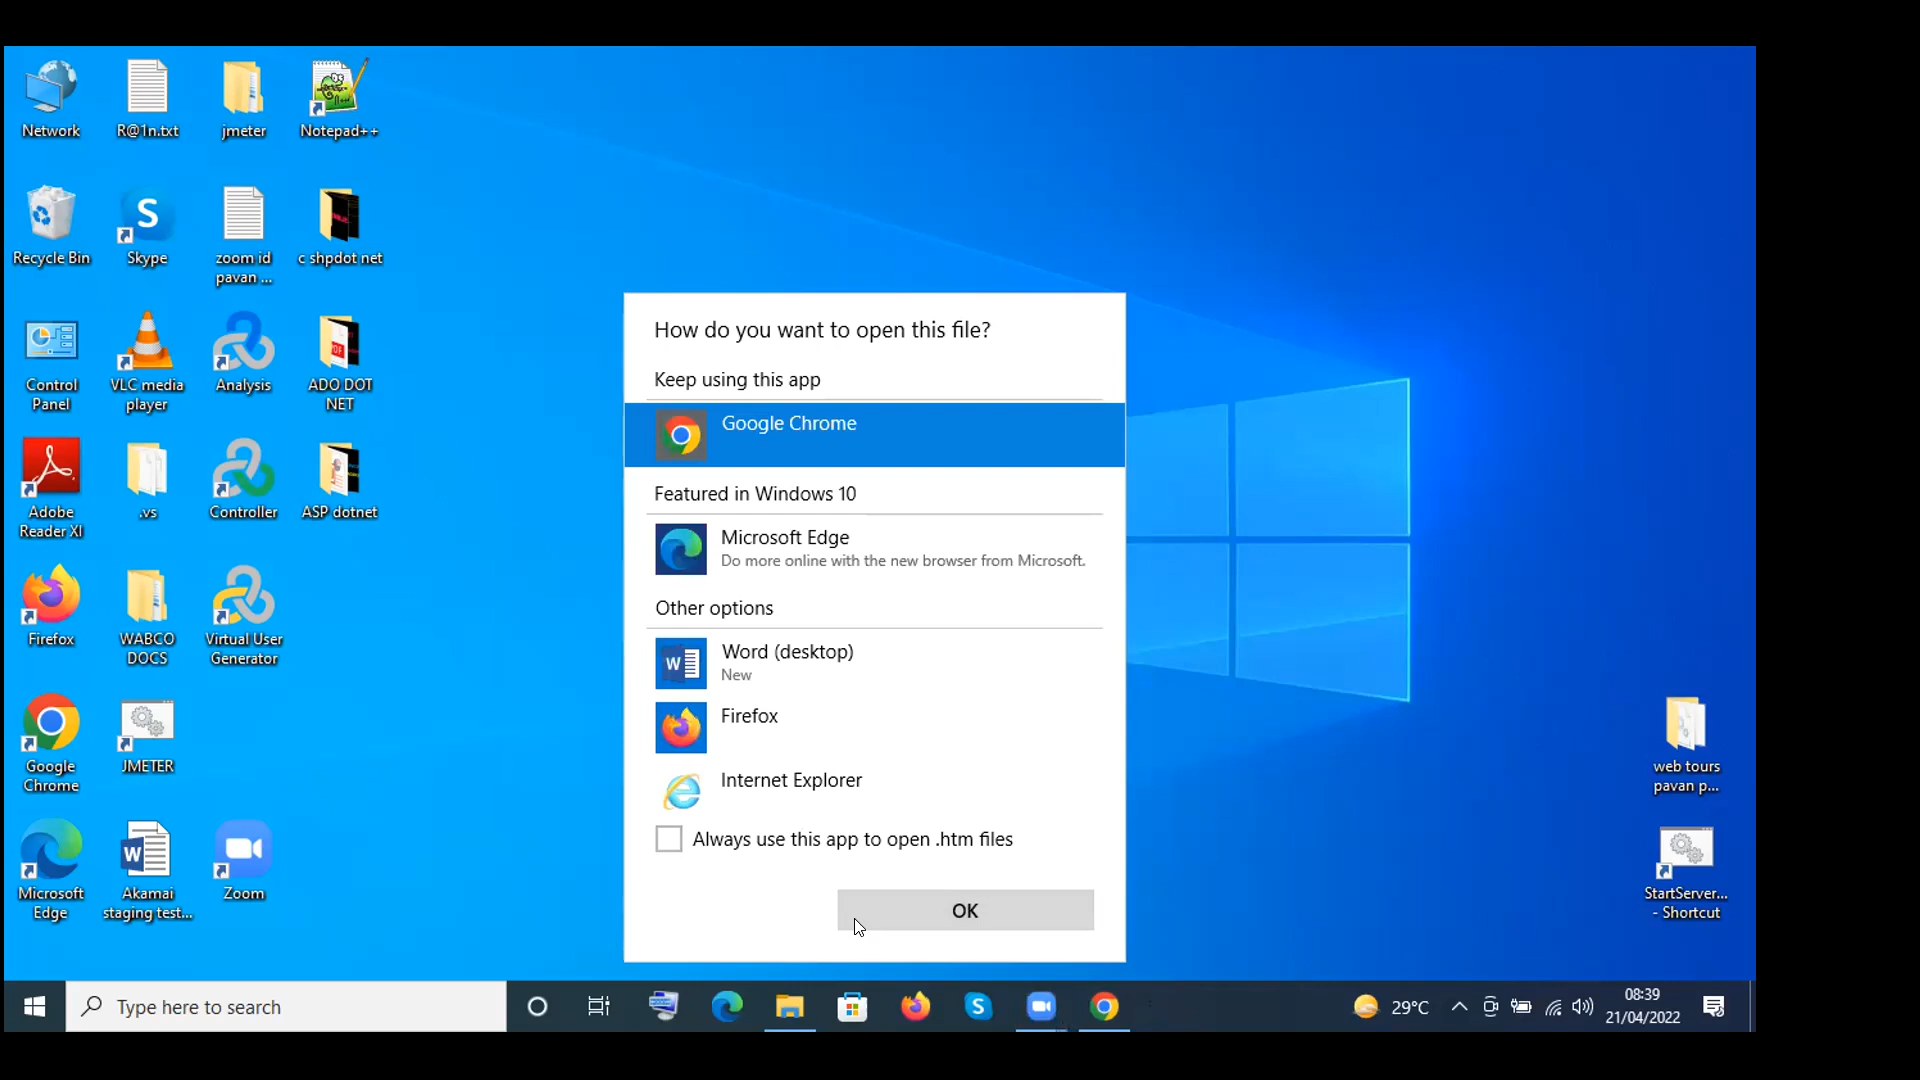 Network
R@1n.txt
jmeter
Notepad++
Recycle Bin
Skype
zoom id
pavan ...
c shpdot net
Control
Panel
VLC media
player
Analysis
ADO DOT
NET
Adobe
Reader XI
.vs
Controller
ASP dotnet
Firefox
WABCO
DOCS
Virtual User
Generator
Google
Chrome
JMETER
Microsoft
Edge
Akamai
staging test...
Zoom
How do you want to open this file?
Keep using this app
Google Chrome
Featured in Windows 10
Microsoft Edge
Do more online with the new browser from Microsoft.
Other options
Word (desktop)
New
Firefox
Internet Explorer
Always use this app to open .htm files
OK
web tours
pavan p...
StartServer...
- Shortcut
Type here to search
29°C
08:39
21/04/2022